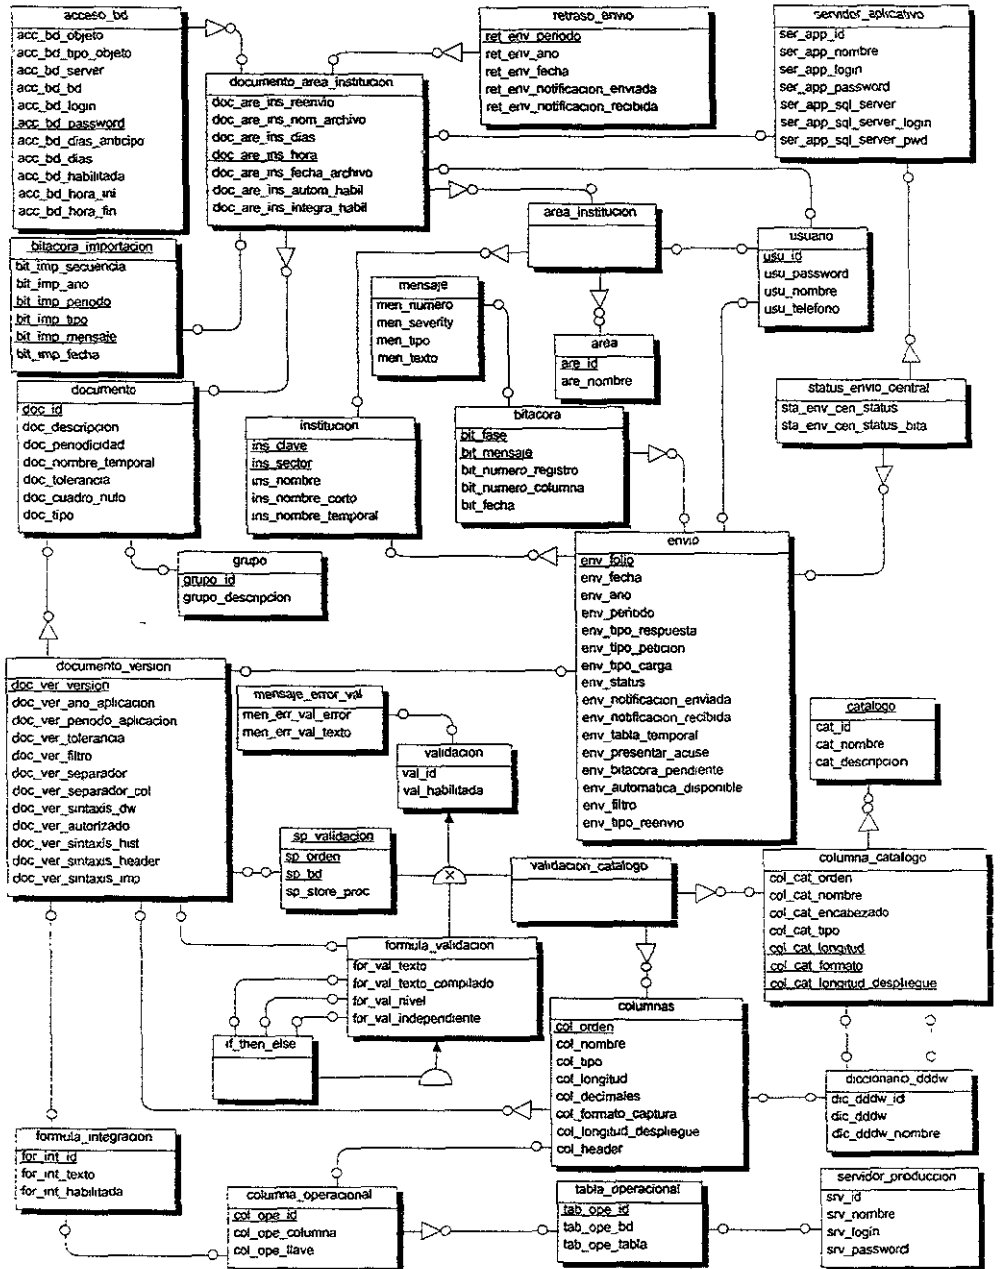 acceso_bd
acc_bd_objeto
acc_bd_tipo_objeto
acc_bd_server
acc_bd_bd
acc_bd_login
acc_bd_password
acc_bd_dias_anticipo
acc_bd_dias
acc_bd_habilitada
acc_bd_hora_ini
acc_bd_hora_fin
documento_area_institucion
doc_are_ins_reenvio
doc_are_ins_nom_archivo
doc_are_ins_dias
doc_are_ins_hora
doc_are_ins_fecha_archivo
doc_are_ins_autom_habil
doc_are_ins_integra_habil
retraso_envio
ret_env_periodo
ret_env_ano
ret_env_fecha
ret_env_notificacion_enviada
ret_env_notificacion_recibida
servidor_aplicativo
ser_app_id
ser_app_nombre
ser_app_login
ser_app_password
ser_app_sql_server
ser_app_sql_server_login
ser_app_sql_server_pwd
area_institucion
usuario
usu_id
usu_password
usu_nombre
usu_telefono
bitacora_importacion
bit_imp_secuencia
bit_imp_ano
bit_imp_periodo
bit_imp_tipo
bit_imp_mensaje
bit_imp_fecha
mensaje
men_numero
men_severity
men_tipo
men_texto
area
are_id
are_nombre
status_envio_central
sta_env_cen_status
sta_env_cen_status_bita
documento
doc_id
doc_descripcion
doc_periodicidad
doc_nombre_temporal
doc_tolerancia
doc_cuadro_nulo
doc_tipo
institucion
ins_clave
ins_sector
ins_nombre
ins_nombre_corto
ins_nombre_temporal
bitacora
bit_fase
bit_mensaje
bit_numero_registro
bit_numero_columna
bit_fecha
grupo
grupo_id
grupo_descripcion
envio
env_folio
env_fecha
env_ano
env_periodo
env_tipo_respuesta
env_tipo_peticion
env_tipo_carga
env_status
env_notificacion_enviada
env_notificacion_recibida
env_tabla_temporal
env_presentar_acuse
env_bitacora_pendiente
env_automatica_disponible
env_filtro
env_tipo_reenvio
documento_version
doc_ver_version
doc_ver_ano_aplicacion
doc_ver_periodo_aplicacion
doc_ver_tolerancia
doc_ver_filtro
doc_ver_separador
doc_ver_separador_col
doc_ver_sintaxis_dw
doc_ver_autorizado
doc_ver_sintaxis_hist
doc_ver_sintaxis_header
doc_ver_sintaxis_imp
mensaje_error_val
men_err_val_error
men_err_val_texto
validacion
val_id
val_habilitada
catalogo
cat_id
cat_nombre
cat_descripcion
sp_validacion
sp_orden
sp_bd
sp_store_proc
validacion_catalogo
columna_catalogo
col_cat_orden
col_cat_nombre
col_cat_encabezado
col_cat_tipo
col_cat_longitud
col_cat_formato
col_cat_longitud_despliegue
formula_validacion
for_val_texto
for_val_texto_compilado
for_val_nivel
for_val_independiente
if_then_else
columnas
col_orden
col_nombre
col_tipo
col_longitud
col_decimales
col_formato_captura
col_longitud_despliegue
col_header
diccionario_dddw
dic_dddw_id
dic_dddw
dic_dddw_nombre
formula_integracion
for_int_id
for_int_texto
for_int_habilitada
columna_operacional
col_ope_id
col_ope_columna
col_ope_llave
tabla_operacional
tab_ope_id
tab_ope_bd
tab_ope_tabla
servidor_produccion
srv_id
srv_nombre
srv_login
srv_password